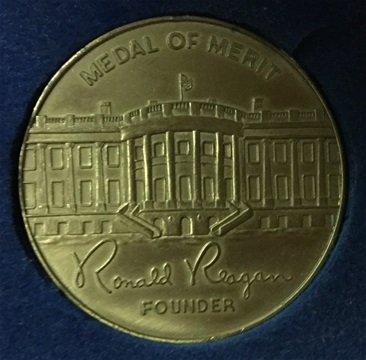 MEDAL OF MERIT
Ronald Reagan
FOUNDER